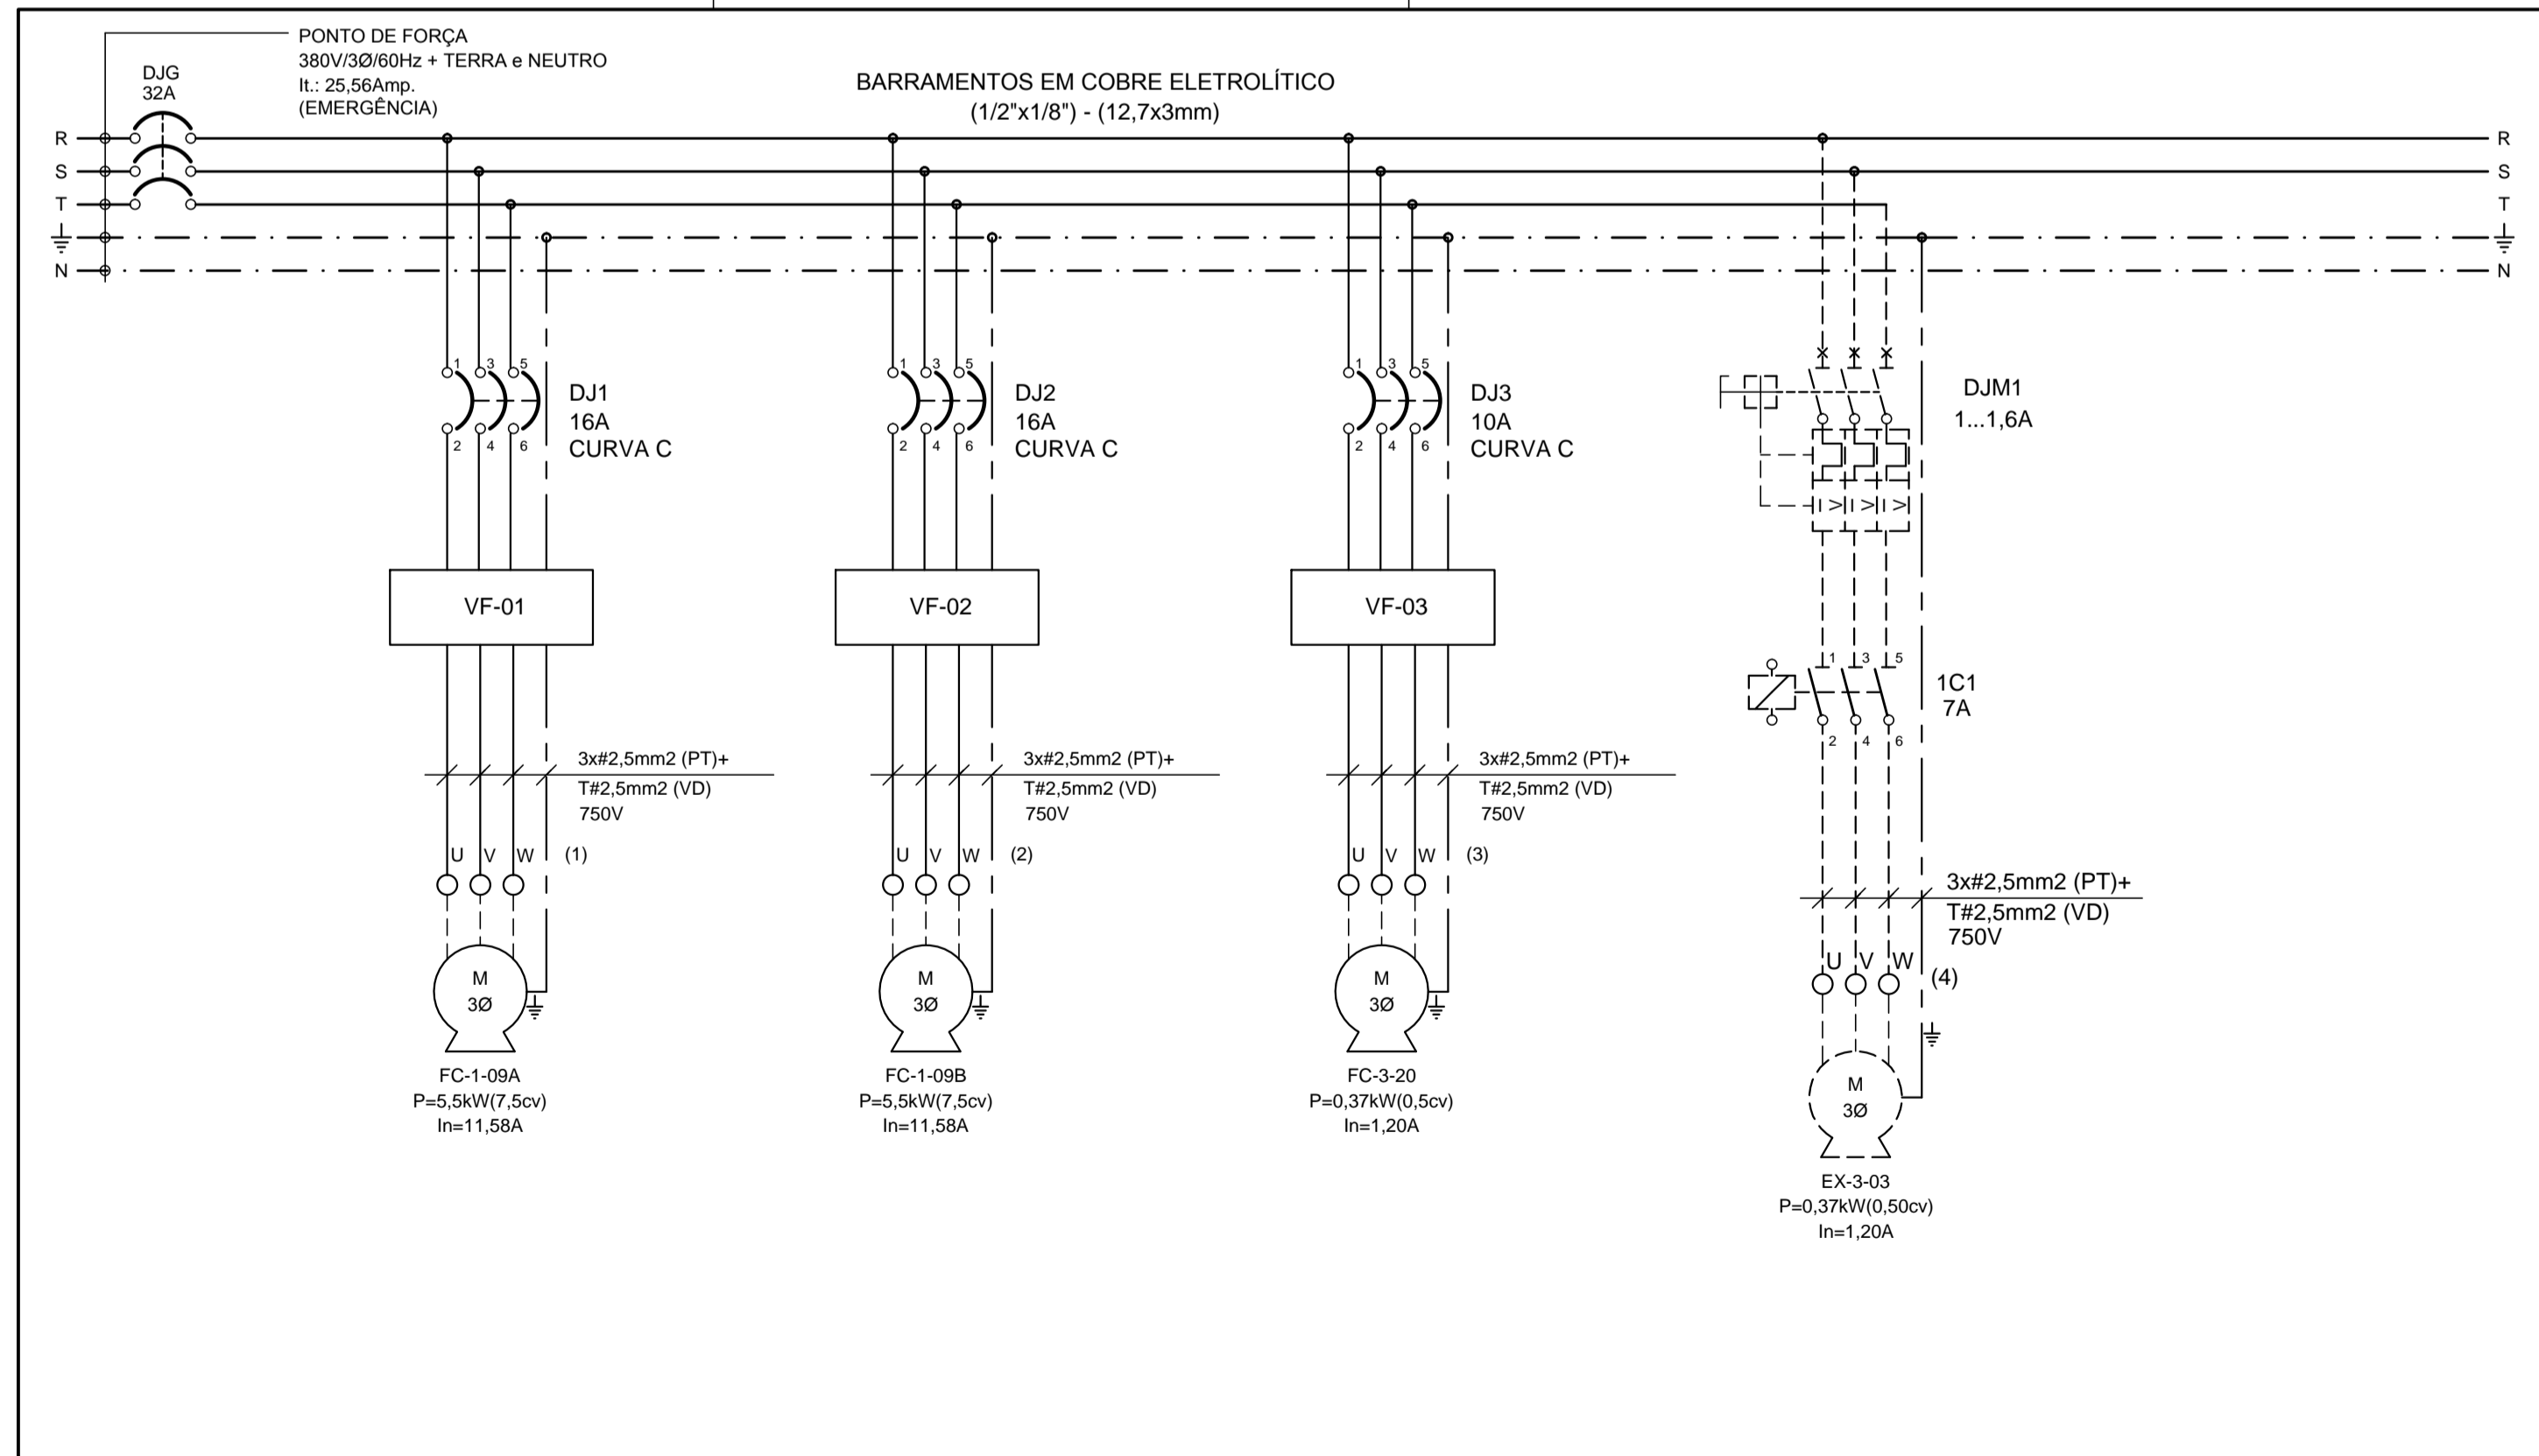 PONTO DE FORÇA
380V/3Ø/60Hz + TERRA e NEUTRO
It.: 25,56Amp.
(EMERGÊNCIA)
DJG
32A
BARRAMENTOS EM COBRE ELETROLÍTICO
(1/2"x1/8") - (12,7x3mm)
R R
S S
T T
N N
1 3 5
DJ1
16A
CURVA C
2 4 6
1 3 5
DJ2
16A
CURVA C
2 4 6
1 3 5
DJ3
10A
CURVA C
2 4 6
DJM1
1...1,6A
I > I > I >
VF-01
VF-02
VF-03
1 3 5
1C1
7A
2 4 6
3x#2,5mm2 (PT)+
T#2,5mm2 (VD)
750V
U V W (1)
3x#2,5mm2 (PT)+
T#2,5mm2 (VD)
750V
U V W (2)
3x#2,5mm2 (PT)+
T#2,5mm2 (VD)
750V
U V W (3)
3x#2,5mm2 (PT)+
T#2,5mm2 (VD)
750V
U V W (4)
M
3Ø
FC-1-09A
P=5,5kW(7,5cv)
In=11,58A
M
3Ø
FC-1-09B
P=5,5kW(7,5cv)
In=11,58A
M
3Ø
FC-3-20
P=0,37kW(0,5cv)
In=1,20A
M
3Ø
EX-3-03
P=0,37kW(0,50cv)
In=1,20A